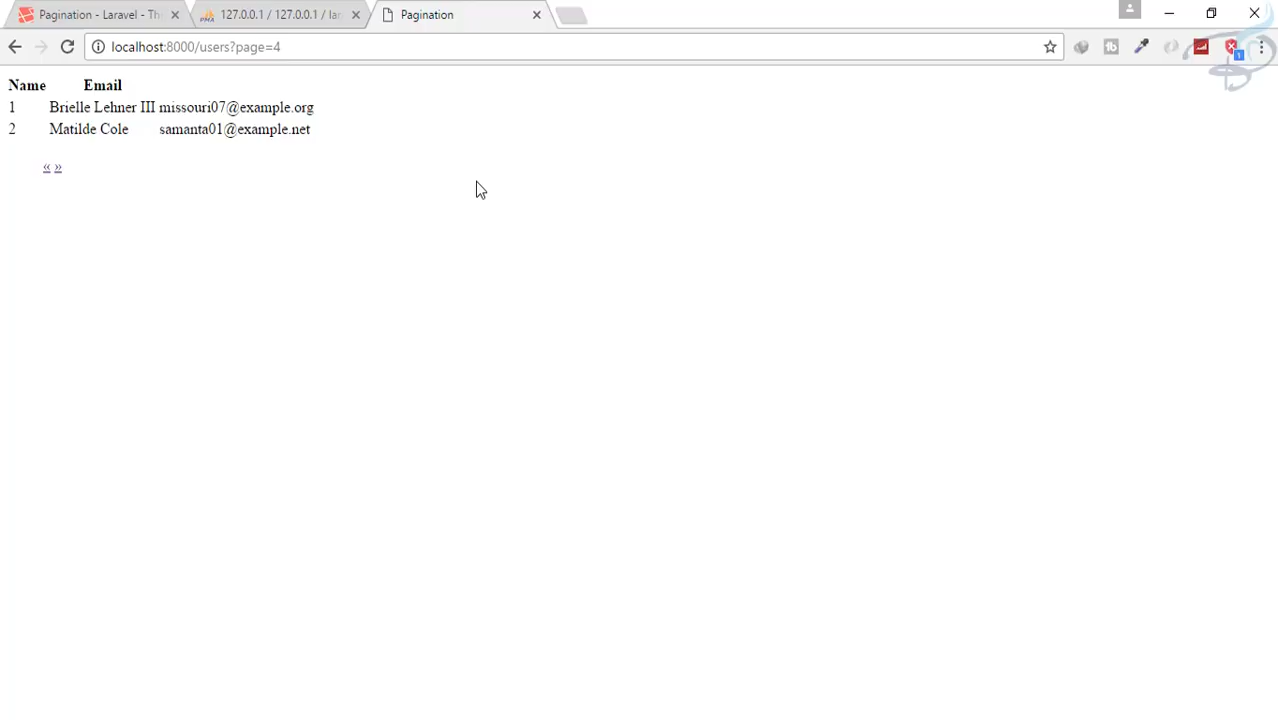 Pagination - Laravel - Th
127.0.0.1 / 127.0.0.1 / lar
Pagination
localhost:8000/users?page=4
Name Email
1 Brielle Lehner III missouri07@example.org
2 Matilde Cole samanta01@example.net
« »